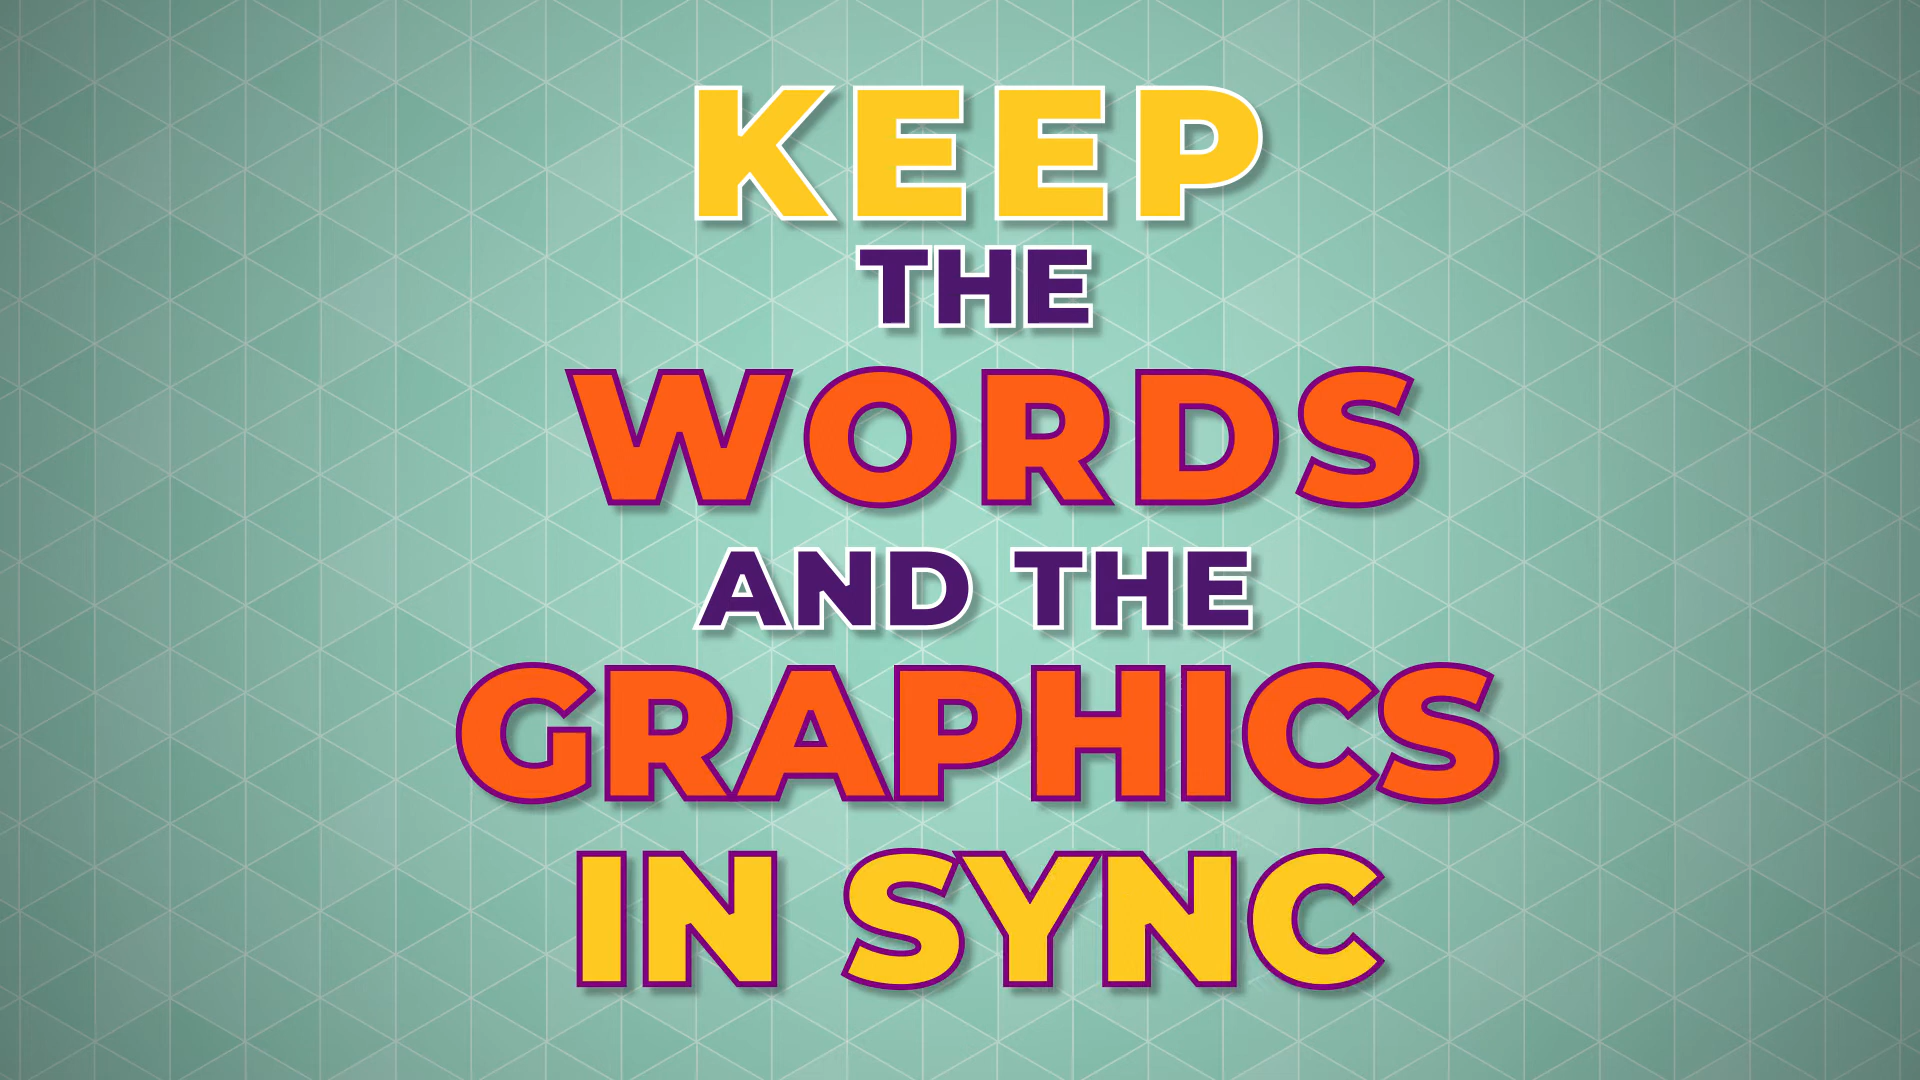 KEEP
THE
WORDS
AND THE
GRAPHICS
IN SYNC